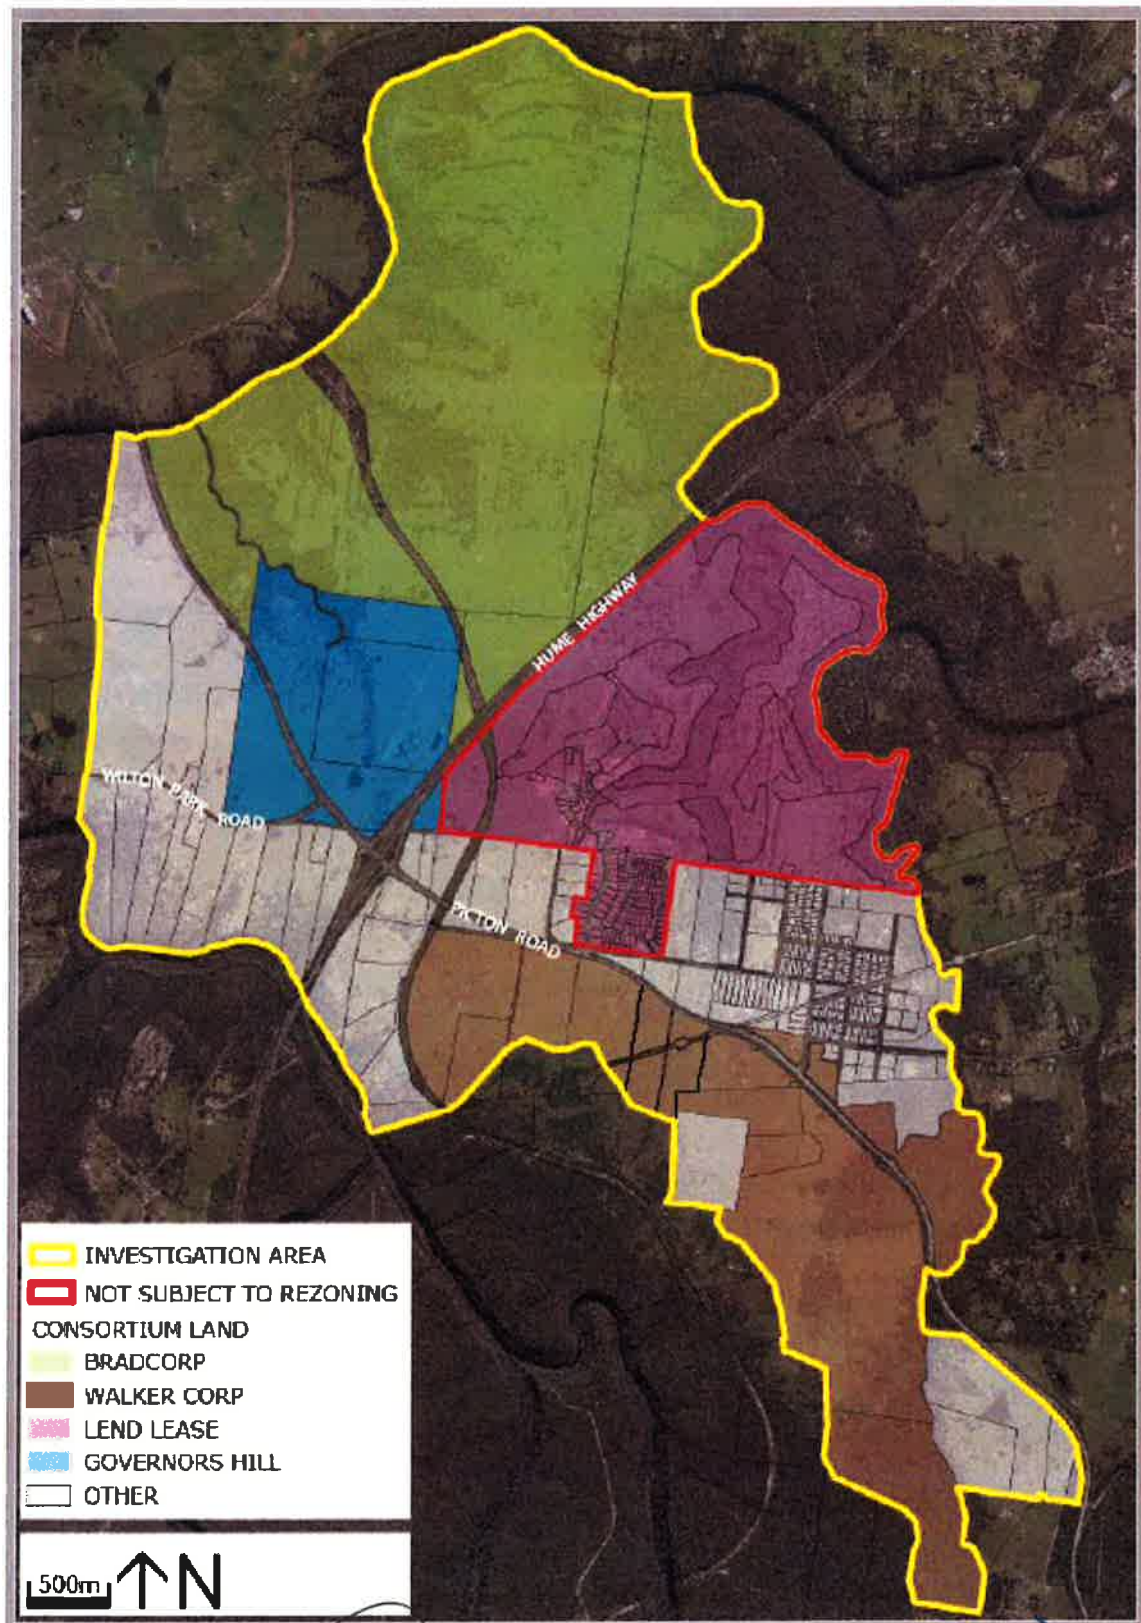 HUME HIGHWAY
WILTON PARK ROAD
PICTON ROAD
INVESTIGATION AREA
NOT SUBJECT TO REZONING
CONSORTIUM LAND
BRADCORP
WALKER CORP
LEND LEASE
GOVERNORS HILL
OTHER
500m
N